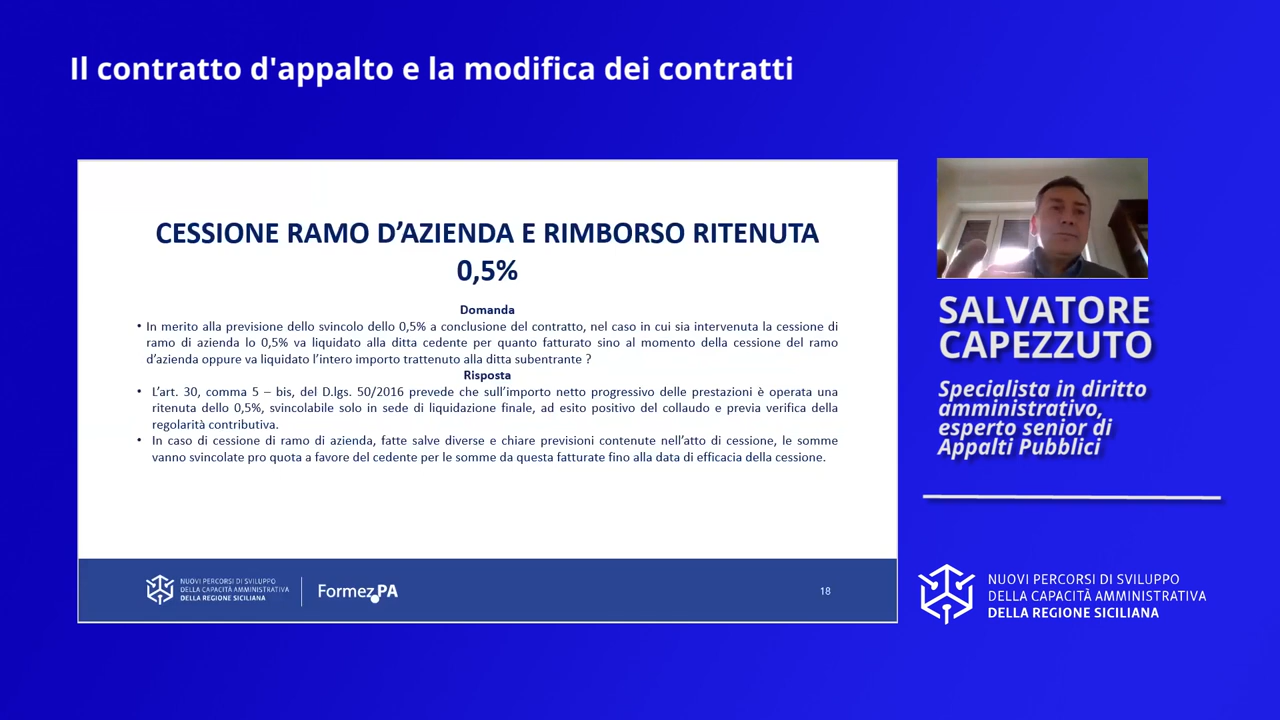 Il contratto d'appalto e la modifica dei contratti
CESSIONE RAMO D’AZIENDA E RIMBORSO RITENUTA
0,5%
Domanda
• In merito alla previsione dello svincolo dello 0,5% a conclusione del contratto, nel caso in cui sia intervenuta la cessione di
ramo di azienda lo 0,5% va liquidato alla ditta cedente per quanto fatturato sino al momento della cessione del ramo
d’azienda oppure va liquidato l’intero importo trattenuto alla ditta subentrante ?
Risposta
• L’art. 30, comma 5 – bis, del D.lgs. 50/2016 prevede che sull’importo netto progressivo delle prestazioni è operata una
ritenuta dello 0,5%, svincolabile solo in sede di liquidazione finale, ad esito positivo del collaudo e previa verifica della
regolarità contributiva.
• In caso di cessione di ramo di azienda, fatte salve diverse e chiare previsioni contenute nell’atto di cessione, le somme
vanno svincolate pro quota a favore del cedente per le somme da questa fatturate fino alla data di efficacia della cessione.
NUOVI PERCORSI DI SVILUPPO
DELLA CAPACITÀ AMMINISTRATIVA
DELLA REGIONE SICILIANA
Formez PA
18
SALVATORE
CAPEZZUTO
Specialista in diritto
amministrativo,
esperto senior di
Appalti Pubblici
NUOVI PERCORSI DI SVILUPPO
DELLA CAPACITÀ AMMINISTRATIVA
DELLA REGIONE SICILIANA